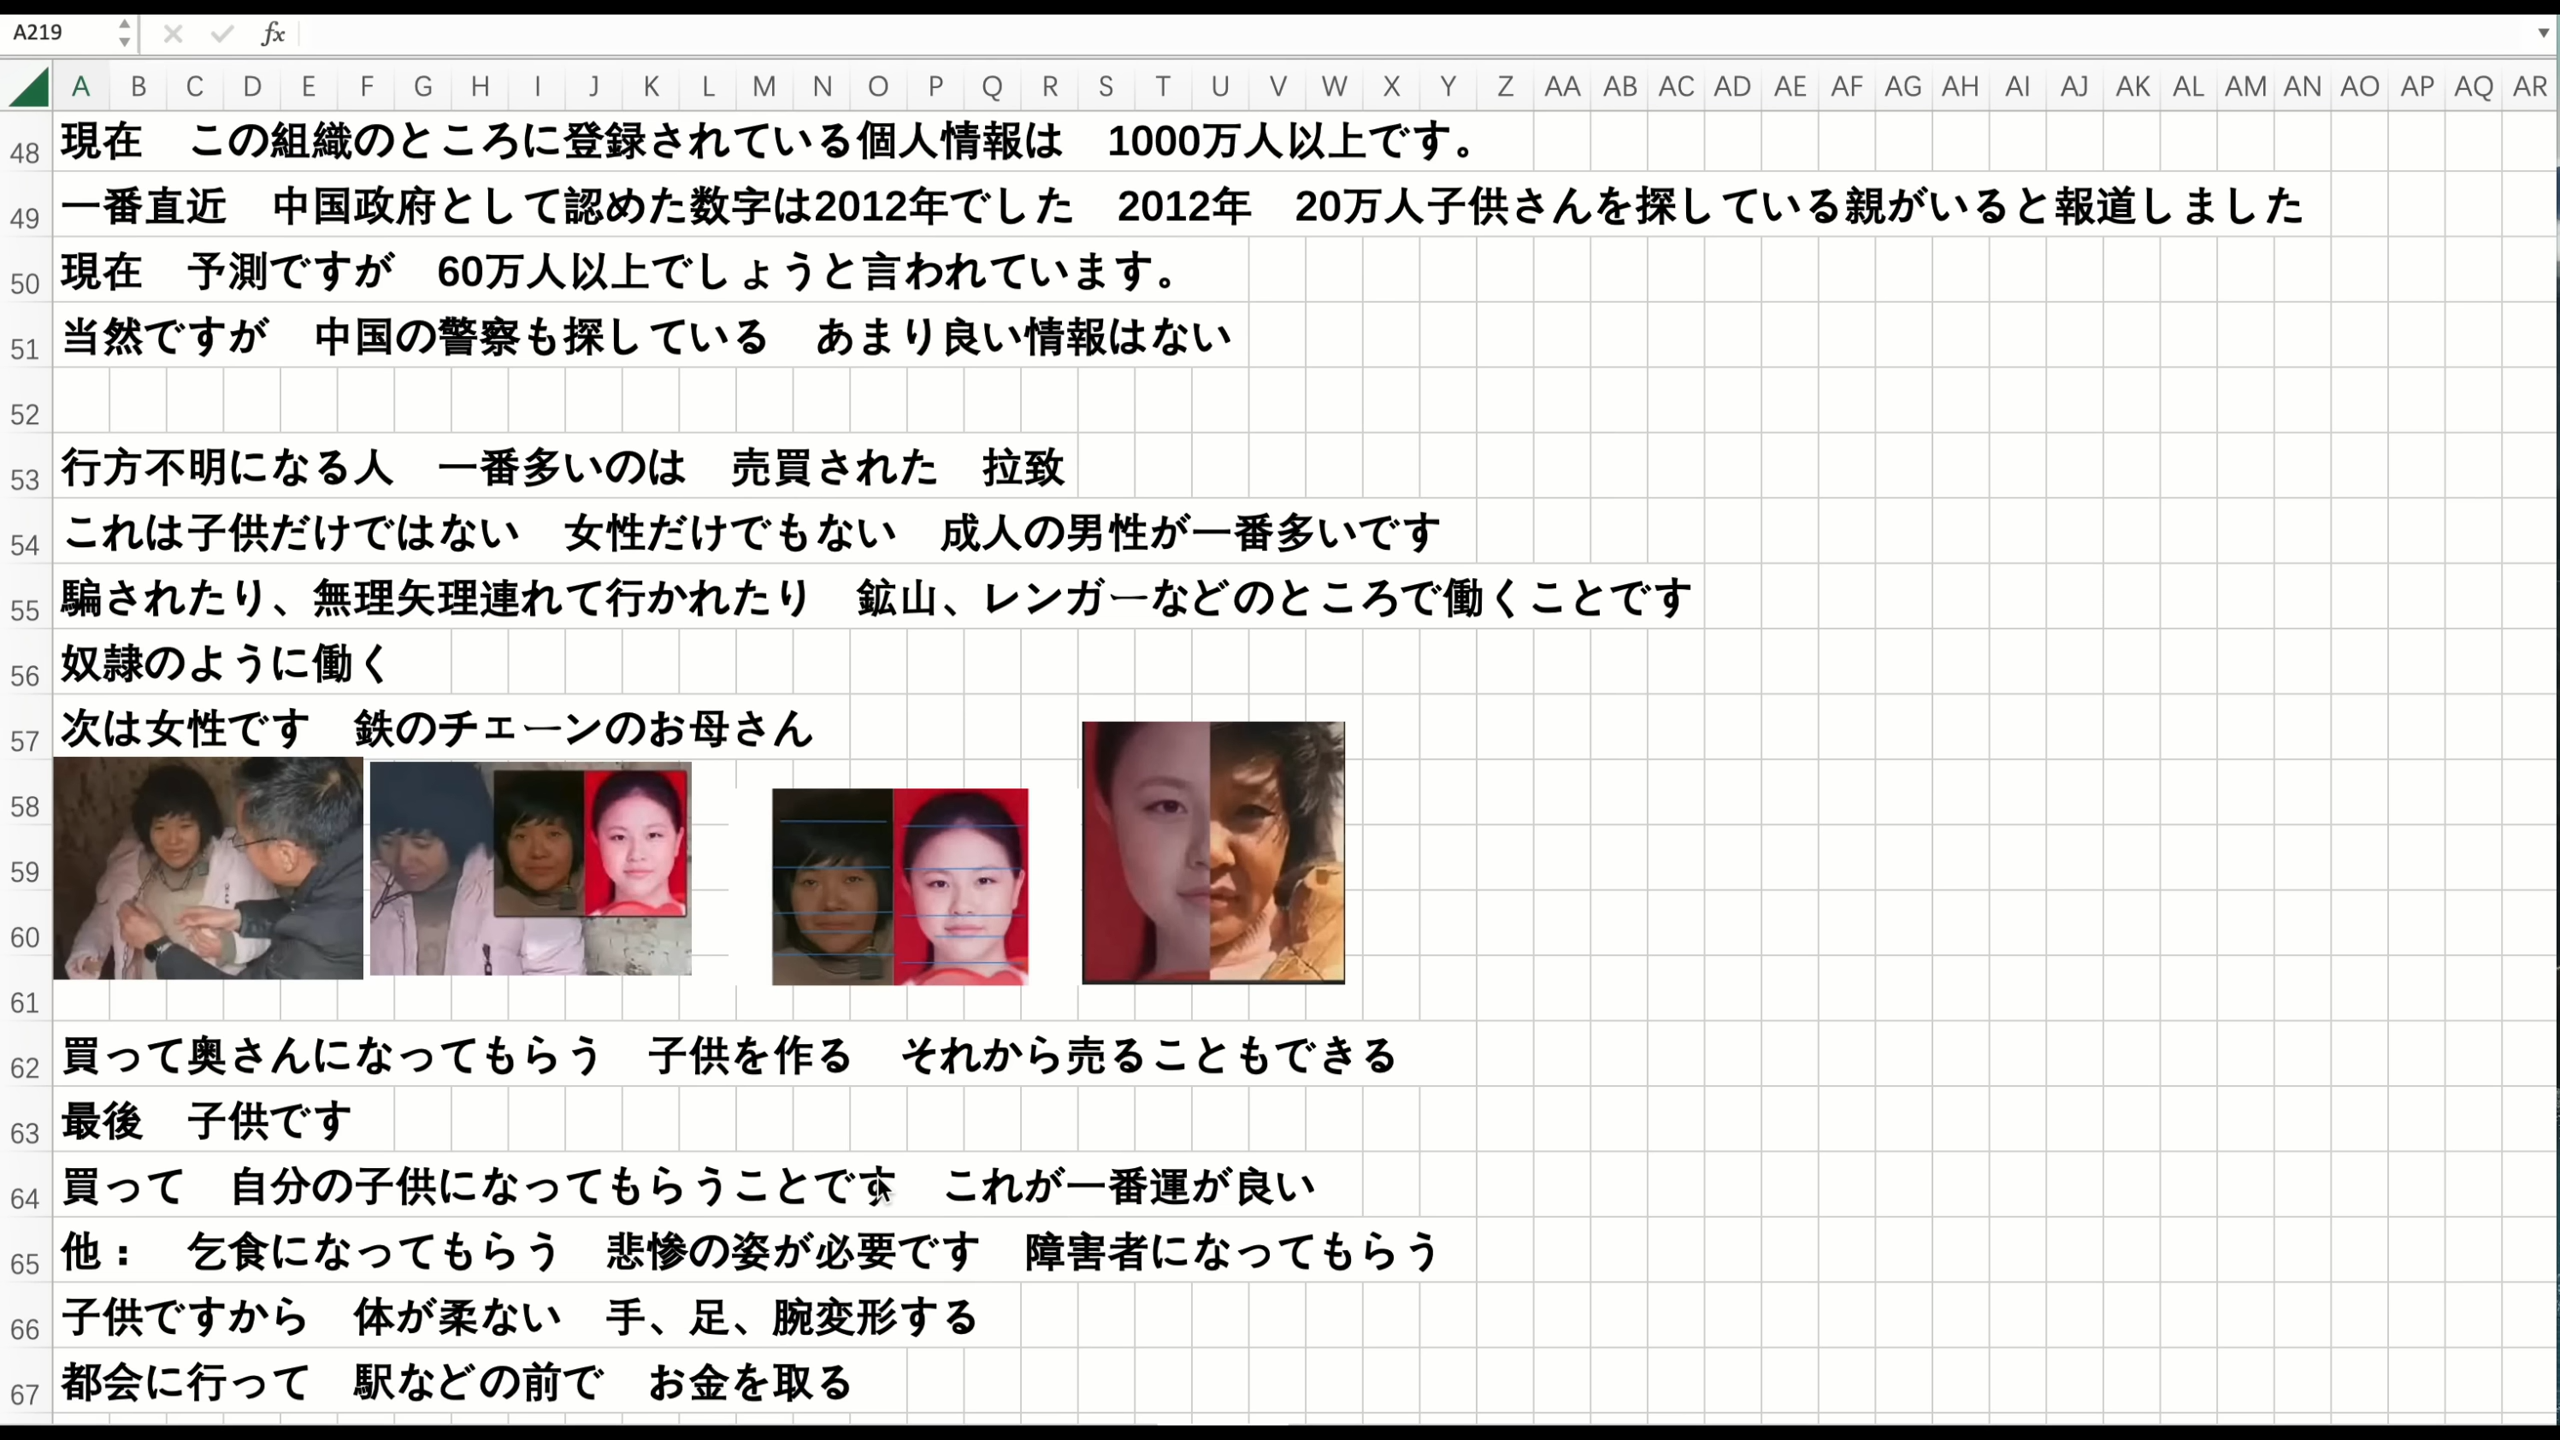 A219 fx
A B C D E F G H I J K L M N O P Q R S T U V W X Y Z AA AB AC AD AE AF AG AH AI AJ AK AL AM AN AO AP AQ AR
48 現在　この組織のところに登録されている個人情報は　1000万人以上です。
49 一番直近　中国政府として認めた数字は2012年でした　2012年　20万人子供さんを探している親がいると報道しました
50 現在　予測ですが　60万人以上でしょうと言われています。
51 当然ですが　中国の警察も探している　あまり良い情報はない
52
53 行方不明になる人　一番多いのは　売買された　拉致
54 これは子供だけではない　女性だけでもない　成人の男性が一番多いです
55 騙されたり、無理矢理連れて行かれたり　鉱山、レンガーなどのところで働くことです
56 奴隷のように働く
57 次は女性です　鉄のチェーンのお母さん
58
59
60
61
62 買って奥さんになってもらう　子供を作る　それから売ることもできる
63 最後　子供です
64 買って　自分の子供になってもらうことです　これが一番運が良い
65 他：　乞食になってもらう　悲惨の姿が必要です　障害者になってもらう
66 子供ですから　体が柔ない　手、足、腕変形する
67 都会に行って　駅などの前で　お金を取る